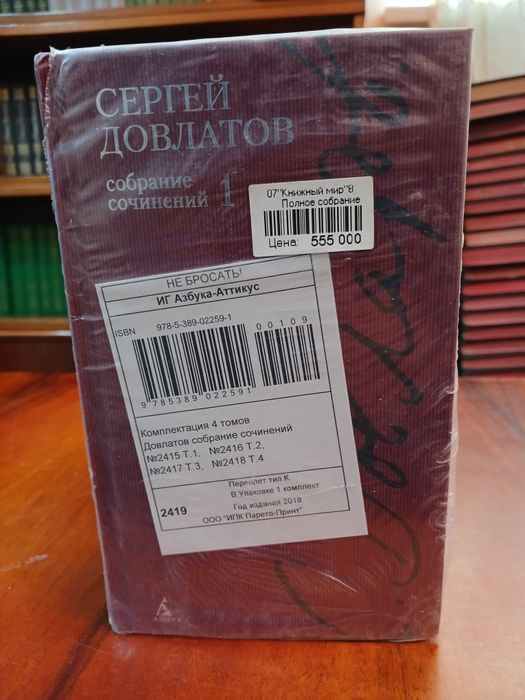 СЕРГЕЙ
ДОВЛАТОВ
собрание
сочинений 1
07"Книжный мир"8
Полное собрание
Цена: 555 000
НЕ БРОСАТЬ!
ИГ Азбука-Аттикус
ISBN 978-5-389-02259-1
00109
9 785389 022591
Комплектация 4 томов
Довлатов собрание сочинений
№2415 Т.1, №2416 Т.2,
№2417 Т.3, №2418 Т.4
Переплет тип К
В Упаковке 1 комплект
2419
Год издания 2018
ООО "ИПК Парето-Принт"
АЗБУКА